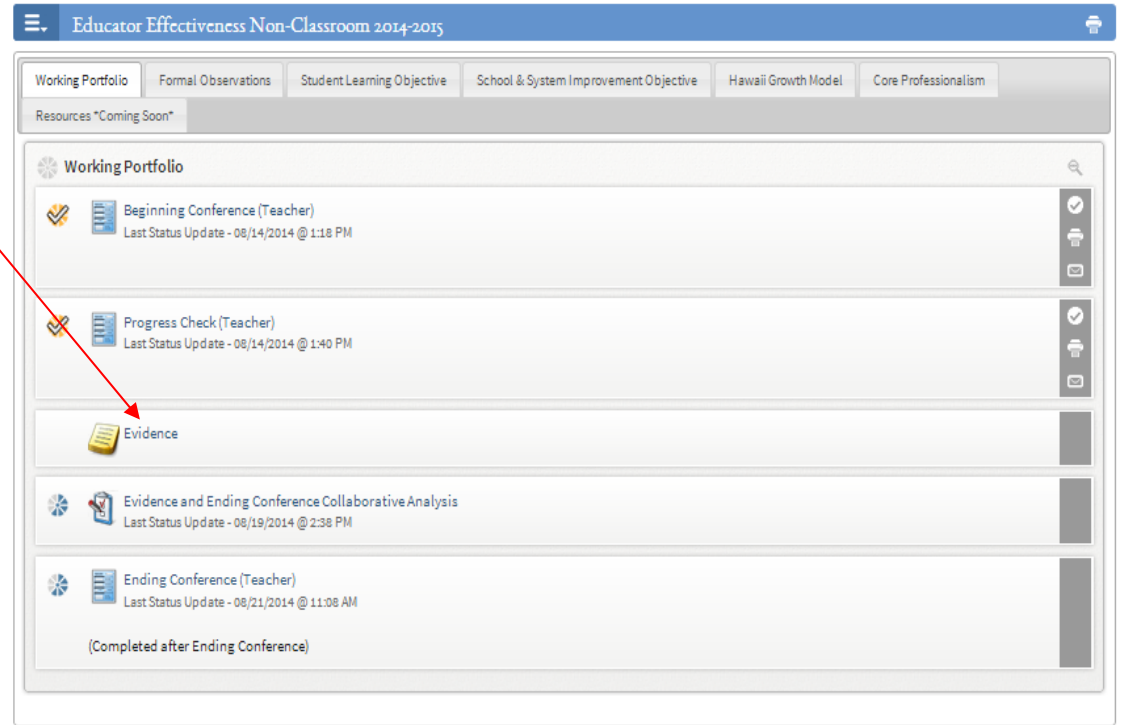 Educator Effectiveness Non-Classroom 2014-2015
Working Portfolio Formal Observations Student Learning Objective School & System Improvement Objective Hawaii Growth Model Core Professionalism
Resources *Coming Soon*
Working Portfolio
Beginning Conference (Teacher)
Last Status Update - 08/14/2014 @ 1:18 PM
Progress Check (Teacher)
Last Status Update - 08/14/2014 @ 1:40 PM
Evidence
Evidence and Ending Conference Collaborative Analysis
Last Status Update - 08/19/2014 @ 2:38 PM
Ending Conference (Teacher)
Last Status Update - 08/21/2014 @ 11:08 AM
(Completed after Ending Conference)